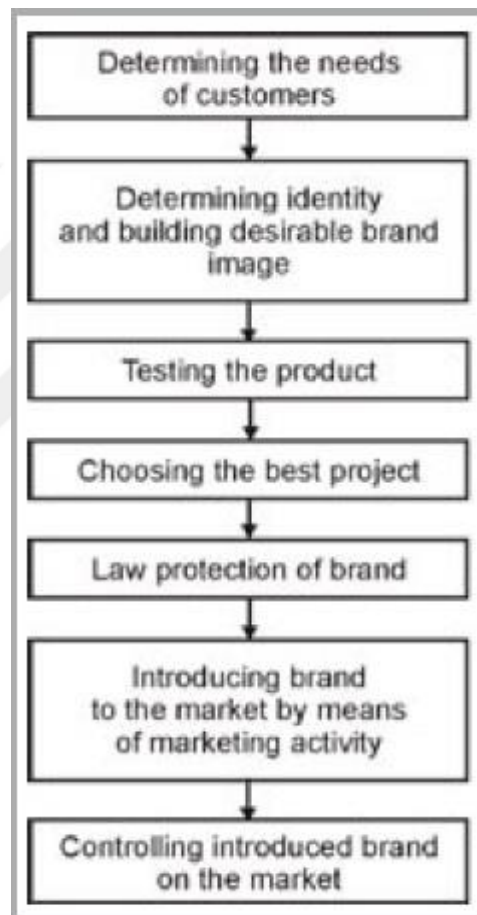 Determining the needs
of customers
Determining identity
and building desirable brand
image
Testing the product
Choosing the best project
Law protection of brand
Introducing brand
to the market by means
of marketing activity
Controlling introduced brand
on the market